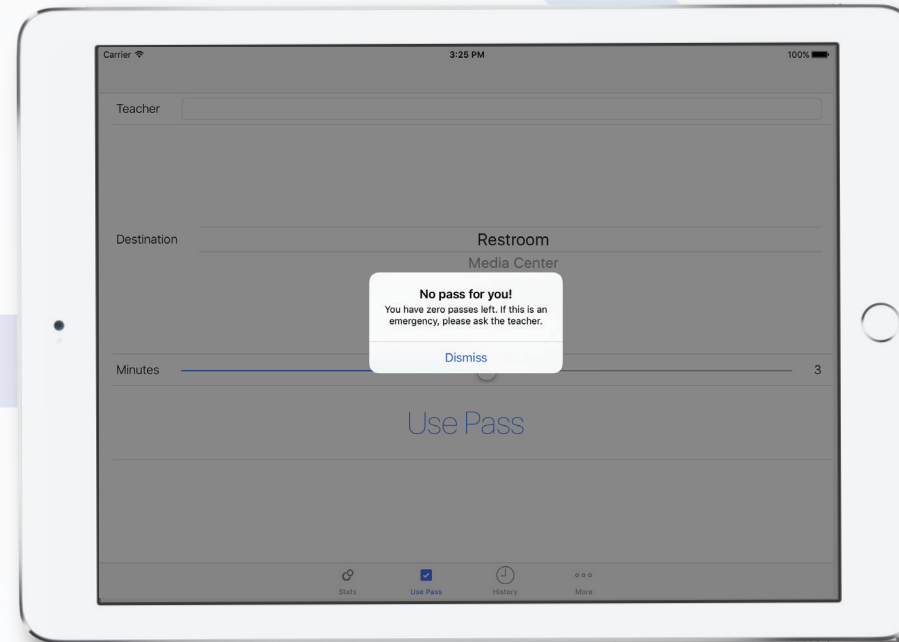 Carrier
3:25 PM
100%
Teacher
Destination
Restroom
Media Center
No pass for you!
You have zero passes left. If this is an
emergency, please ask the teacher.
Dismiss
Minutes
3
Use Pass
Stats
Use Pass
History
More